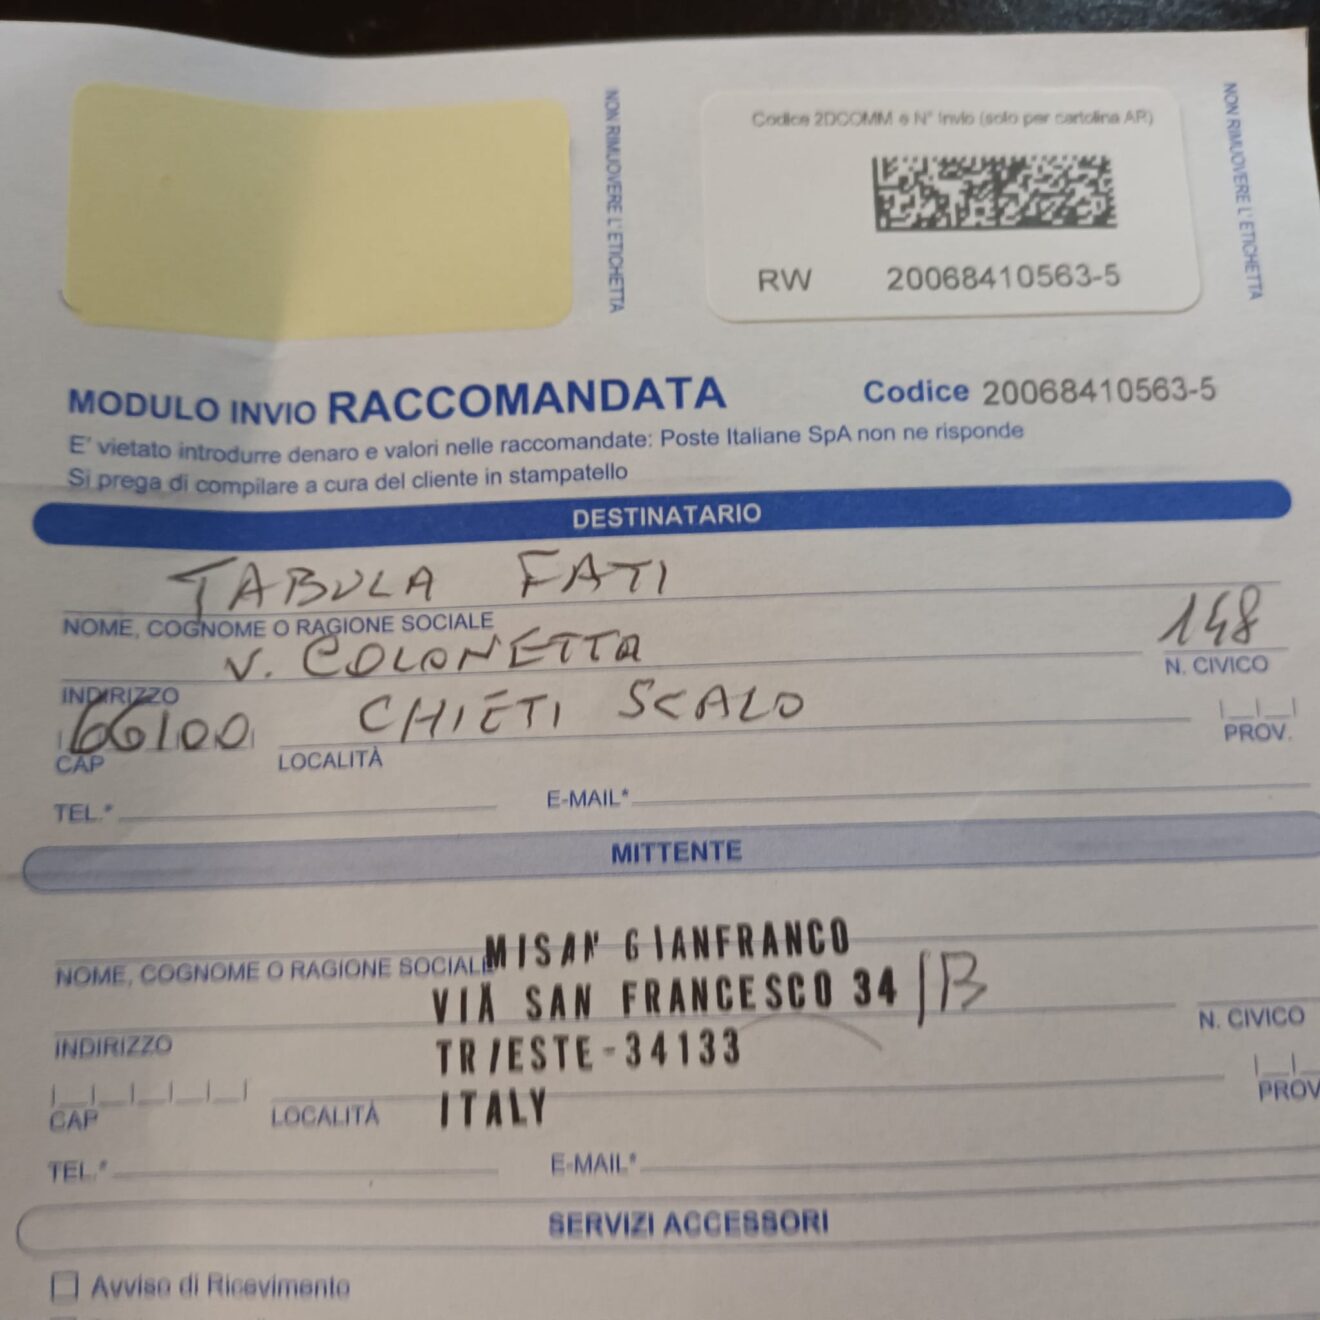 NON RIMUOVERE L'ETICHETTA
Codice 2DCOMM e N° Invio (solo per cartolina AR)
RW 20068410563-5
NON RIMUOVERE L'ETICHETTA
MODULO INVIO RACCOMANDATA Codice 20068410563-5
E' vietato introdurre denaro e valori nelle raccomandate: Poste Italiane SpA non ne risponde
Si prega di compilare a cura del cliente in stampatello
DESTINATARIO
TABULA FATI
NOME, COGNOME O RAGIONE SOCIALE
V. COLONETTA 148
INDIRIZZO N. CIVICO
66100 CHIETI SCALO
CAP LOCALITÀ PROV.
TEL.* E-MAIL*
MITTENTE
MISAN GIANFRANCO
NOME, COGNOME O RAGIONE SOCIALE
VIA SAN FRANCESCO 34 /B
INDIRIZZO N. CIVICO
TRIESTE-34133
ITALY
CAP LOCALITÀ PROV
TEL.* E-MAIL*
SERVIZI ACCESSORI
Avviso di Ricevimento